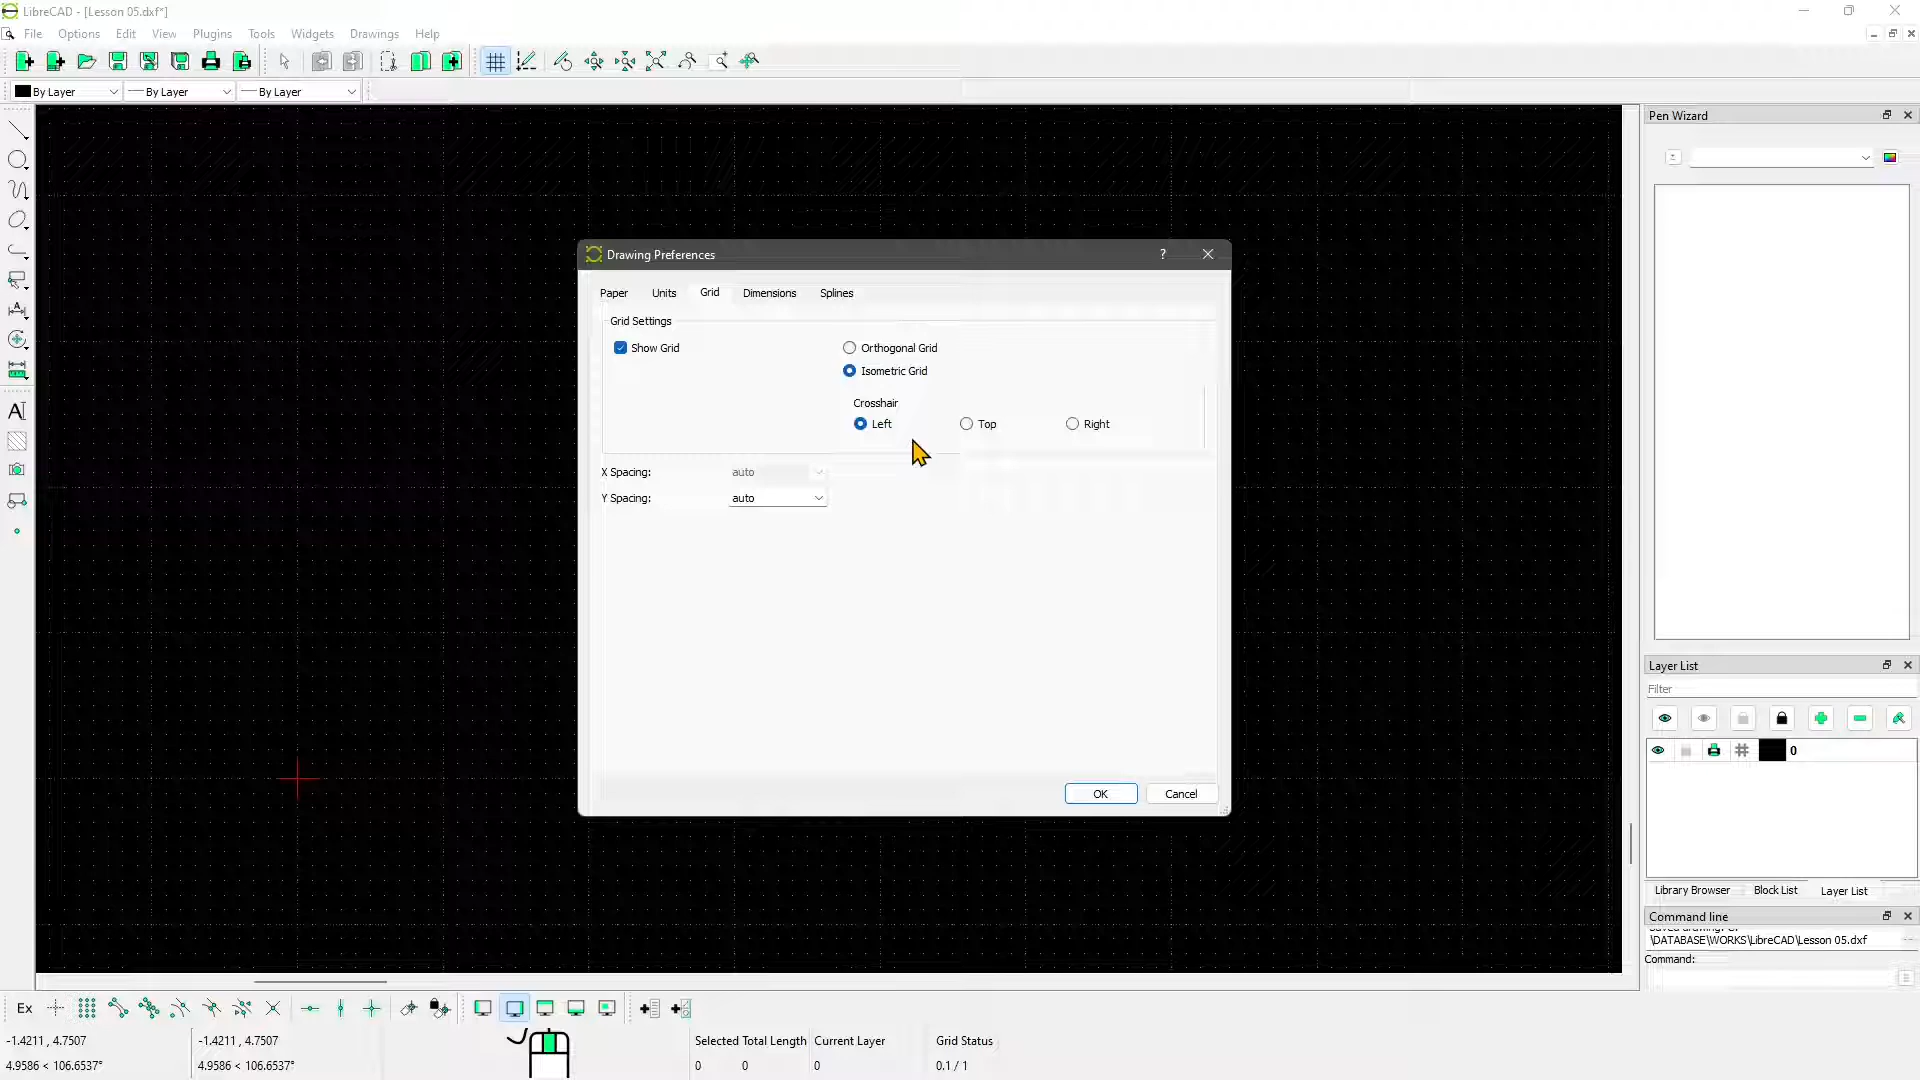 LibreCAD - [Lesson 05.dxf*]
File Options Edit View Plugins Tools Widgets Drawings Help
By Layer By Layer By Layer
Pen Wizard
Drawing Preferences ?
Paper Units Grid Dimensions Splines
Grid Settings
Show Grid Orthogonal Grid
Isometric Grid
Crosshair
Left Top Right
X Spacing: auto
Y Spacing: auto
OK Cancel
Layer List
Filter
0
Library Browser Block List Layer List
Command line
\DATABASE\WORKS\LibreCAD\Lesson 05.dxf
Command:
Ex
-1.4211 , 4.7507 -1.4211 , 4.7507 Selected Total Length Current Layer Grid Status
4.9586 < 106.6537° 4.9586 < 106.6537° 0 0 0 0.1 / 1